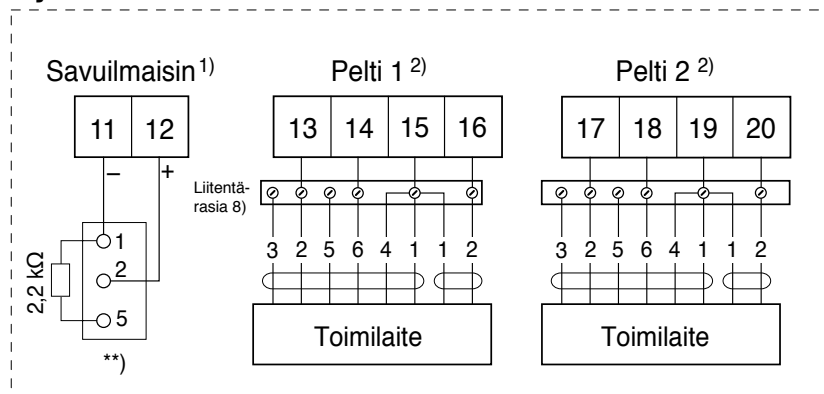 Savuilmaisin 1) Pelti 1 2) Pelti 2 2)
11 12 13 14 15 16 17 18 19 20
– +
Liitentä-
rasia 8)
3 2 5 6 4 1 1 2 3 2 5 6 4 1 1 2
1
2
5
2,2 kΩ
Toimilaite Toimilaite
**)